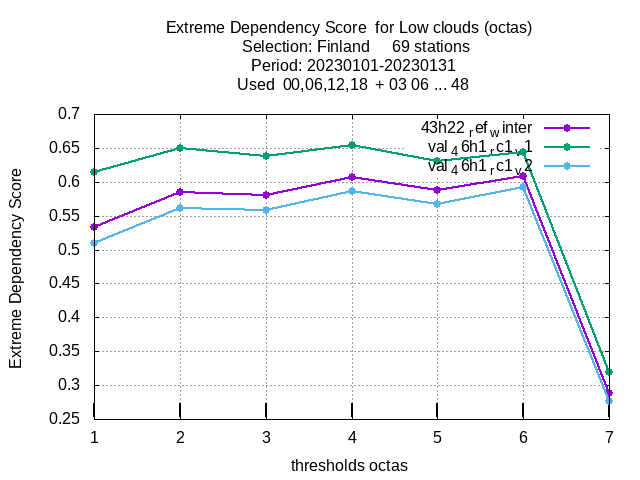 Extreme Dependency Score  for Low clouds (octas)
Selection: Finland     69 stations
Period: 20230101-20230131
Used  00,06,12,18  + 03 06 ... 48
43h22 ref winter
val 46h1 rc1 v1
val 46h1 rc1 v2
Extreme Dependency Score
0.7
0.65
0.6
0.55
0.5
0.45
0.4
0.35
0.3
0.25
1 2 3 4 5 6 7
thresholds octas